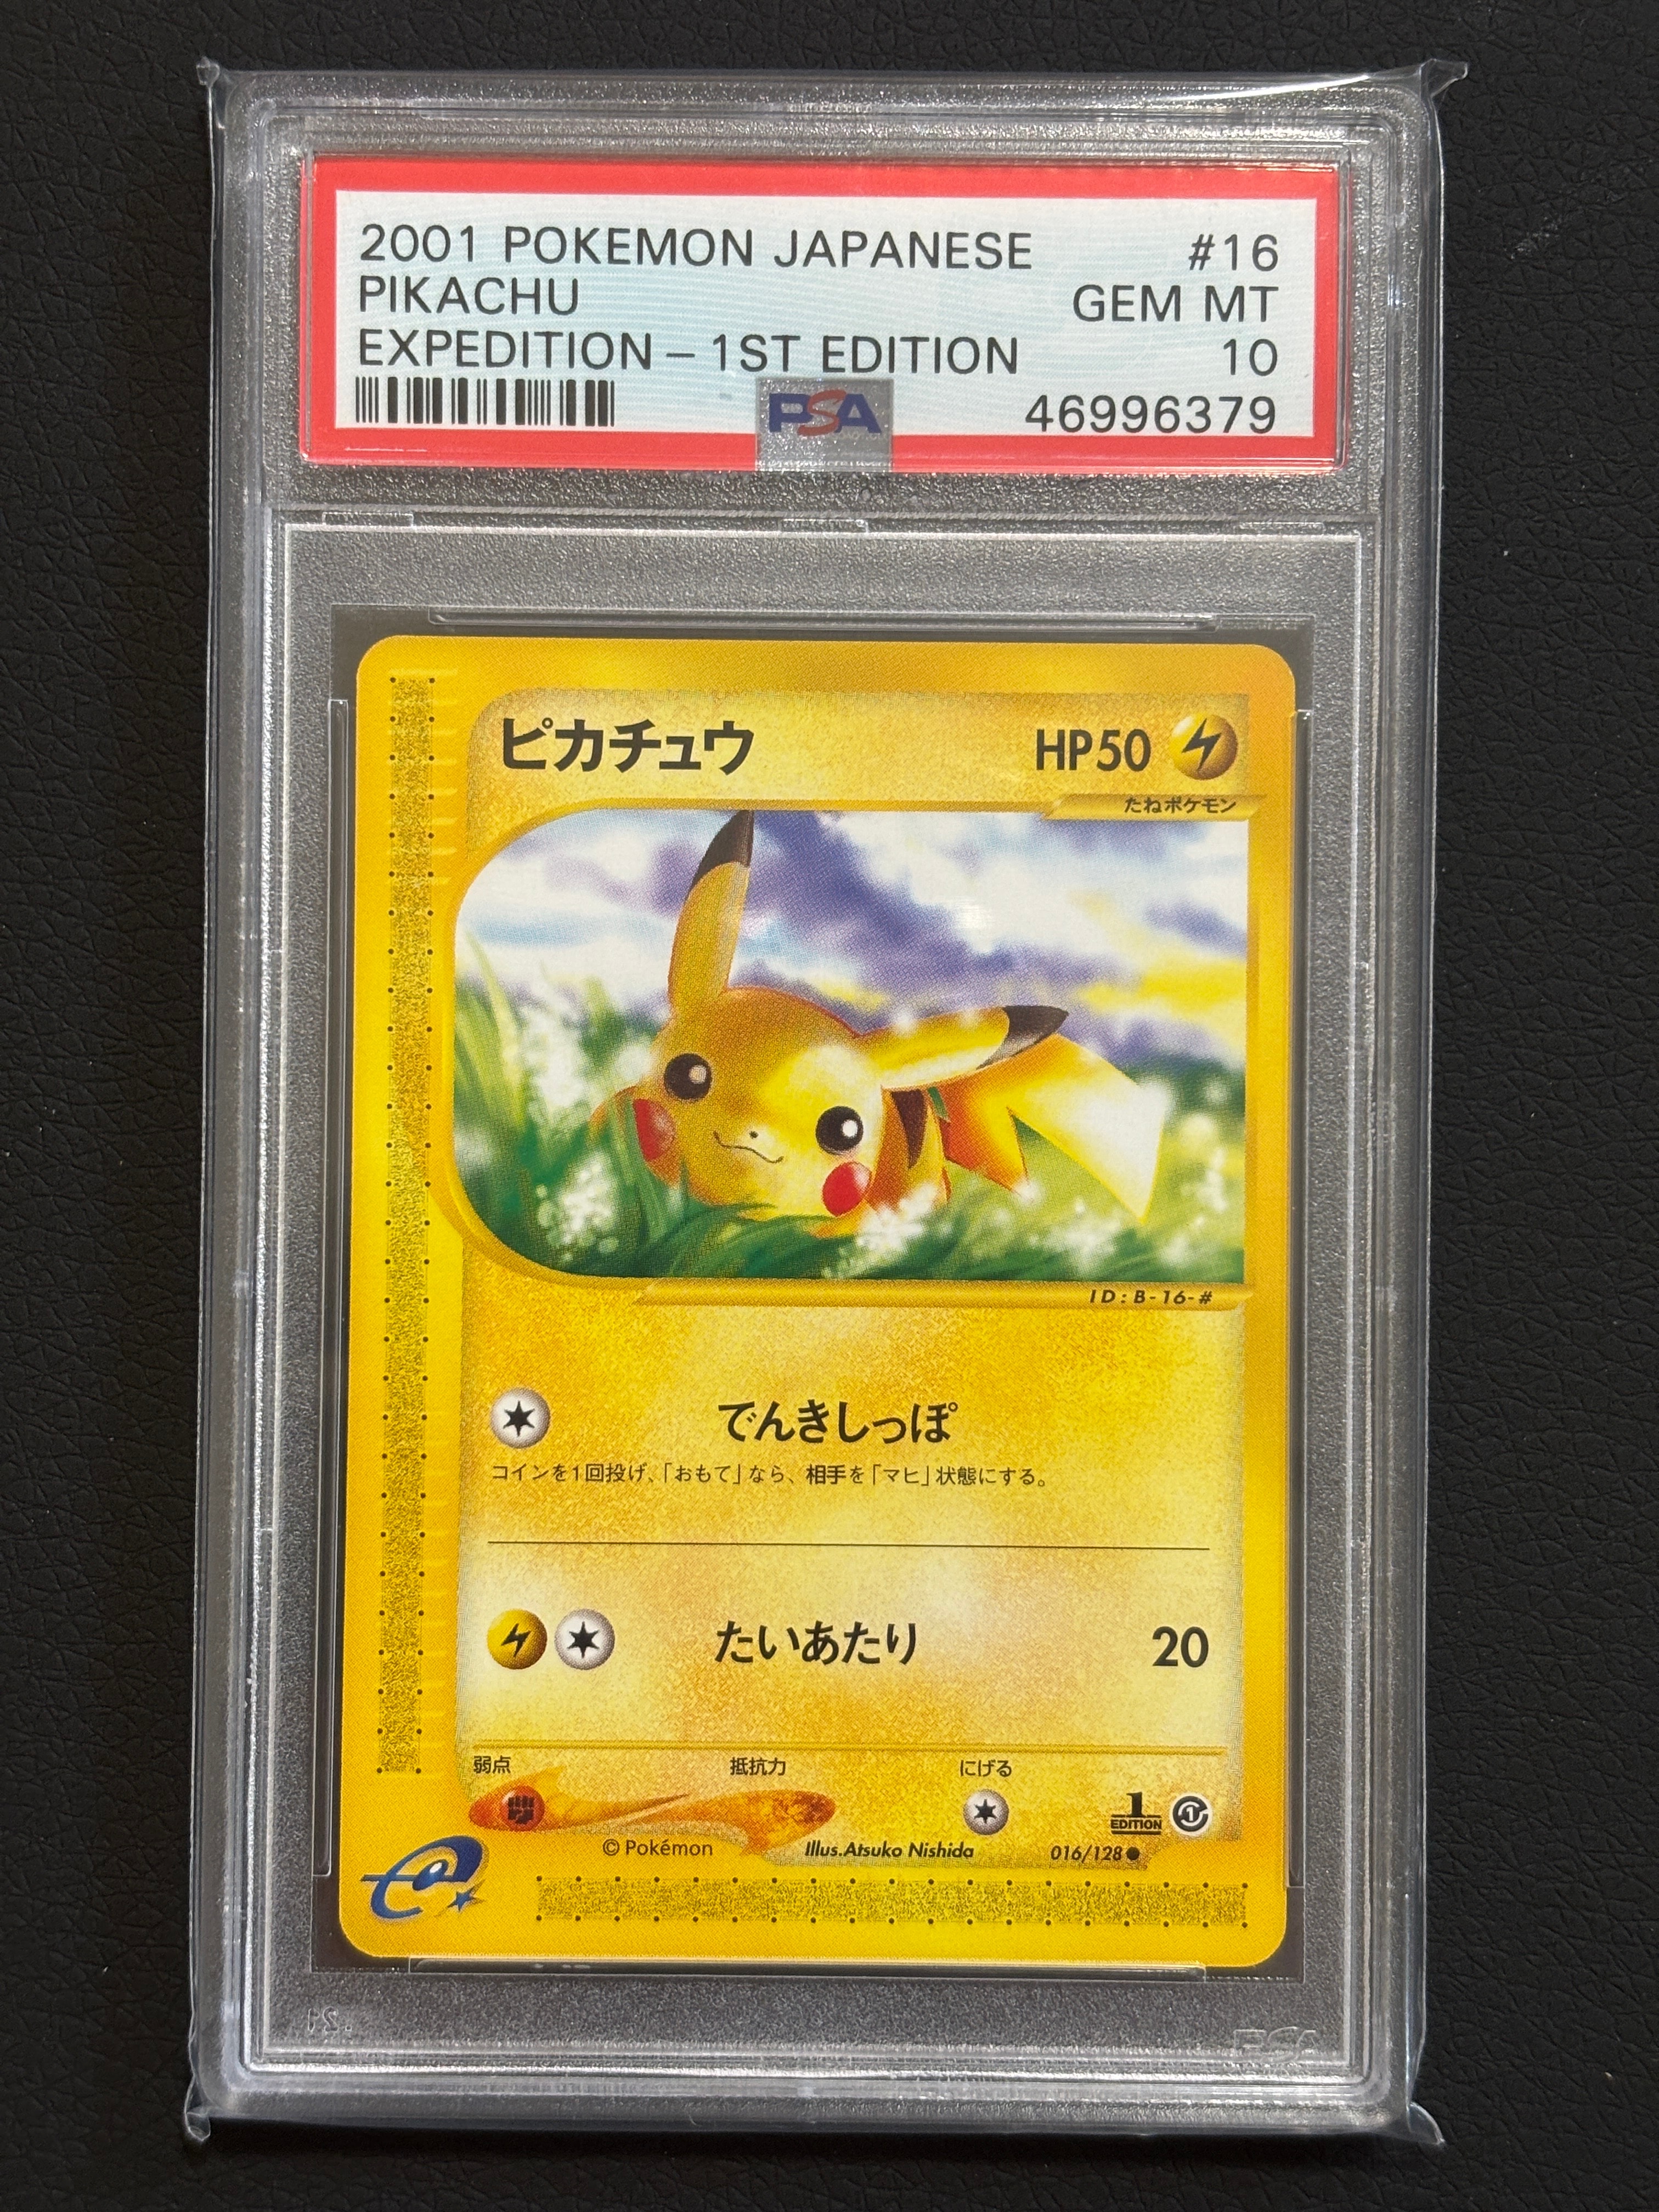 2001 POKEMON JAPANESE #16
PIKACHU GEM MT
EXPEDITION – 1ST EDITION 10
PSA 46996379
ピカチュウ HP50
たねポケモン
ID:B-16-#
でんきしっぽ
コインを1回投げ、「おもて」なら、相手を「マヒ」状態にする。
たいあたり 20
弱点 抵抗力 にげる
1 EDITION
© Pokémon Illus.Atsuko Nishida 016/128●
e
PSA